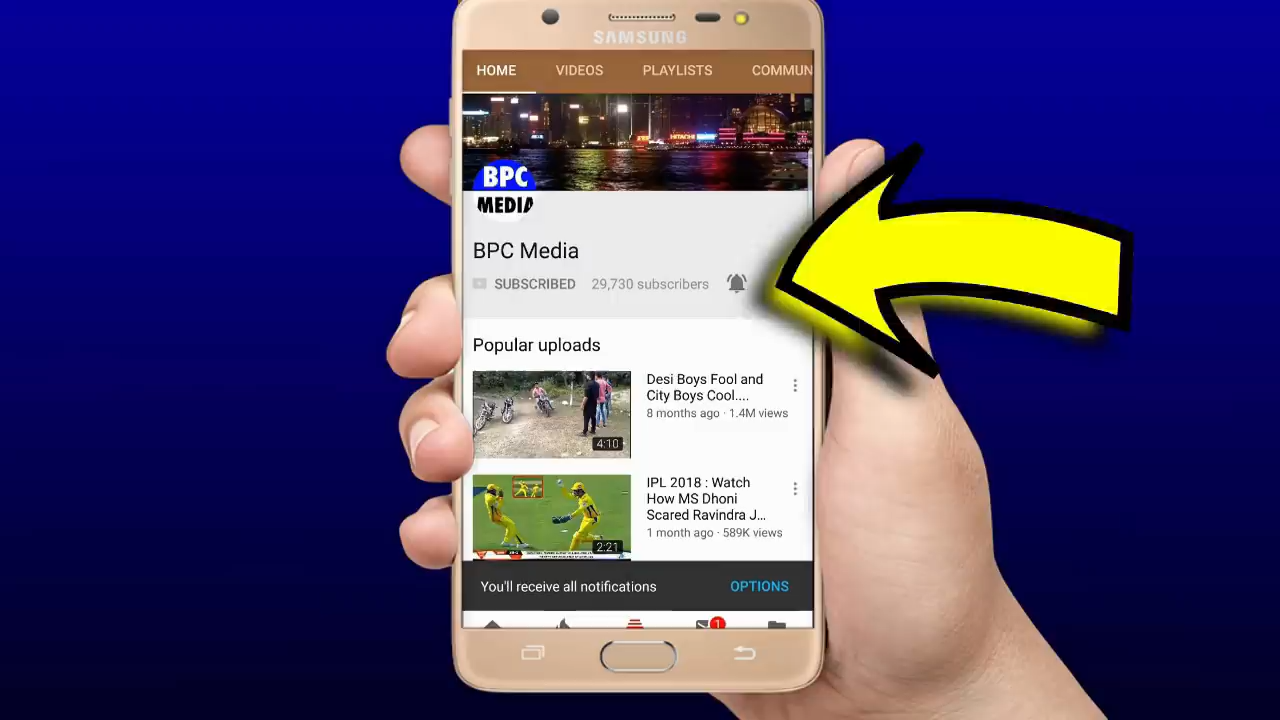 SAMSUNG
HOME VIDEOS PLAYLISTS COMMUN
HITACHI
BPC
MEDIA
BPC Media
SUBSCRIBED 29,730 subscribers
Popular uploads
Desi Boys Fool and
City Boys Cool....
8 months ago · 1.4M views
4:10
IPL 2018 : Watch
How MS Dhoni
Scared Ravindra J...
1 month ago · 589K views
2:21
You'll receive all notifications OPTIONS
1